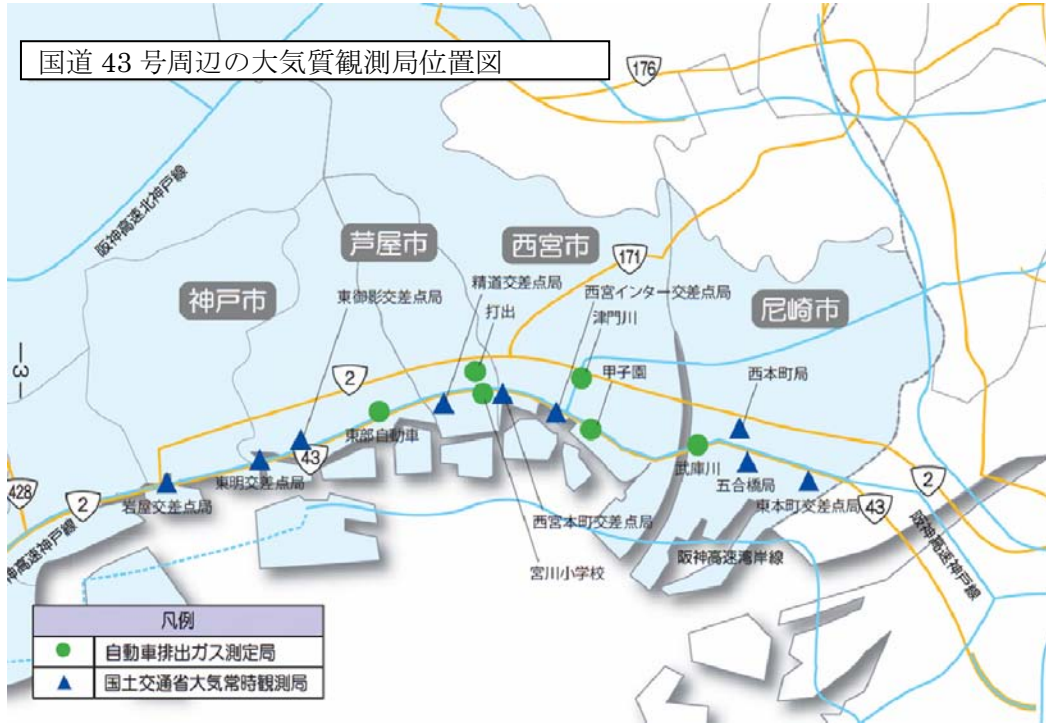 国道 43 号周辺の大気質観測局位置図
176
阪神高速北神戸線
芦屋市
西宮市
171
神戸市
東御影交差点局
精道交差点局
西宮インター交差点局
尼崎市
打出
津門川
—3—
甲子園
2
西本町局
東部自動車
43
武庫川
428
2
岩屋交差点局
東明交差点局
五合橋局
2
東本町交差点局
43
西宮本町交差点局
神高速神戸線
阪神高速湾岸線
阪神高速神戸線
宮川小学校
凡例
自動車排出ガス測定局
国土交通省大気常時観測局